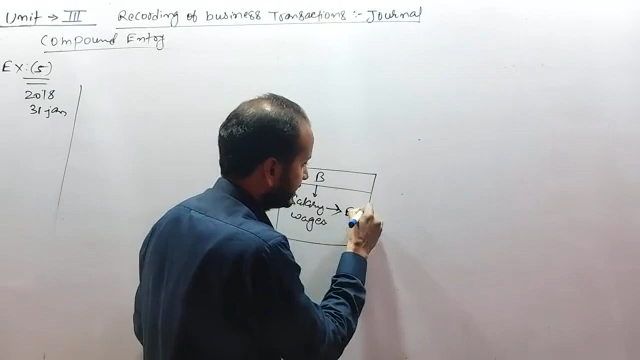 Unit → III Recording of business Transactions :- Journal
Compound Entry
Ex:(5)
2018
31 jan
B
Salary →
wages